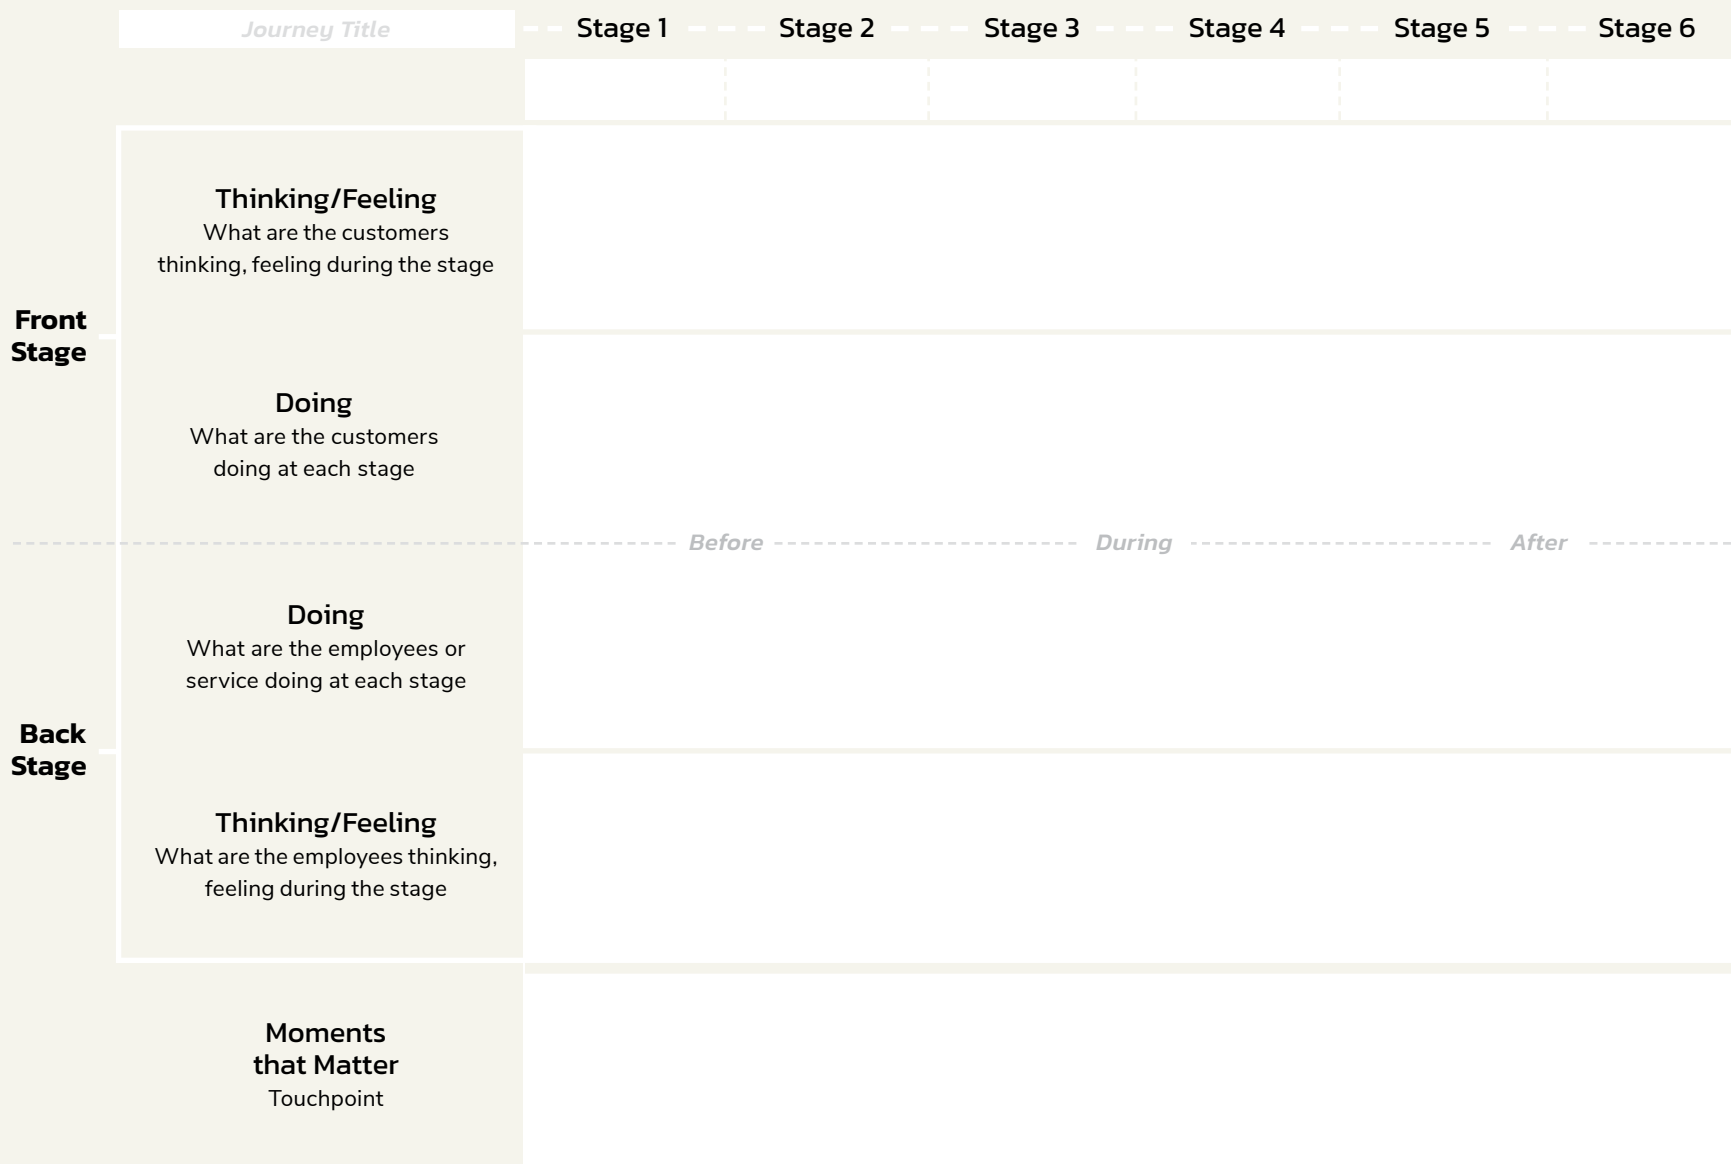 Journey Title
Stage 1
Stage 2
Stage 3
Stage 4
Stage 5
Stage 6
Front
Stage
Thinking/Feeling
What are the customers
thinking, feeling during the stage
Doing
What are the customers
doing at each stage
Before
During
After
Back
Stage
Doing
What are the employees or
service doing at each stage
Thinking/Feeling
What are the employees thinking,
feeling during the stage
Moments
that Matter
Touchpoint